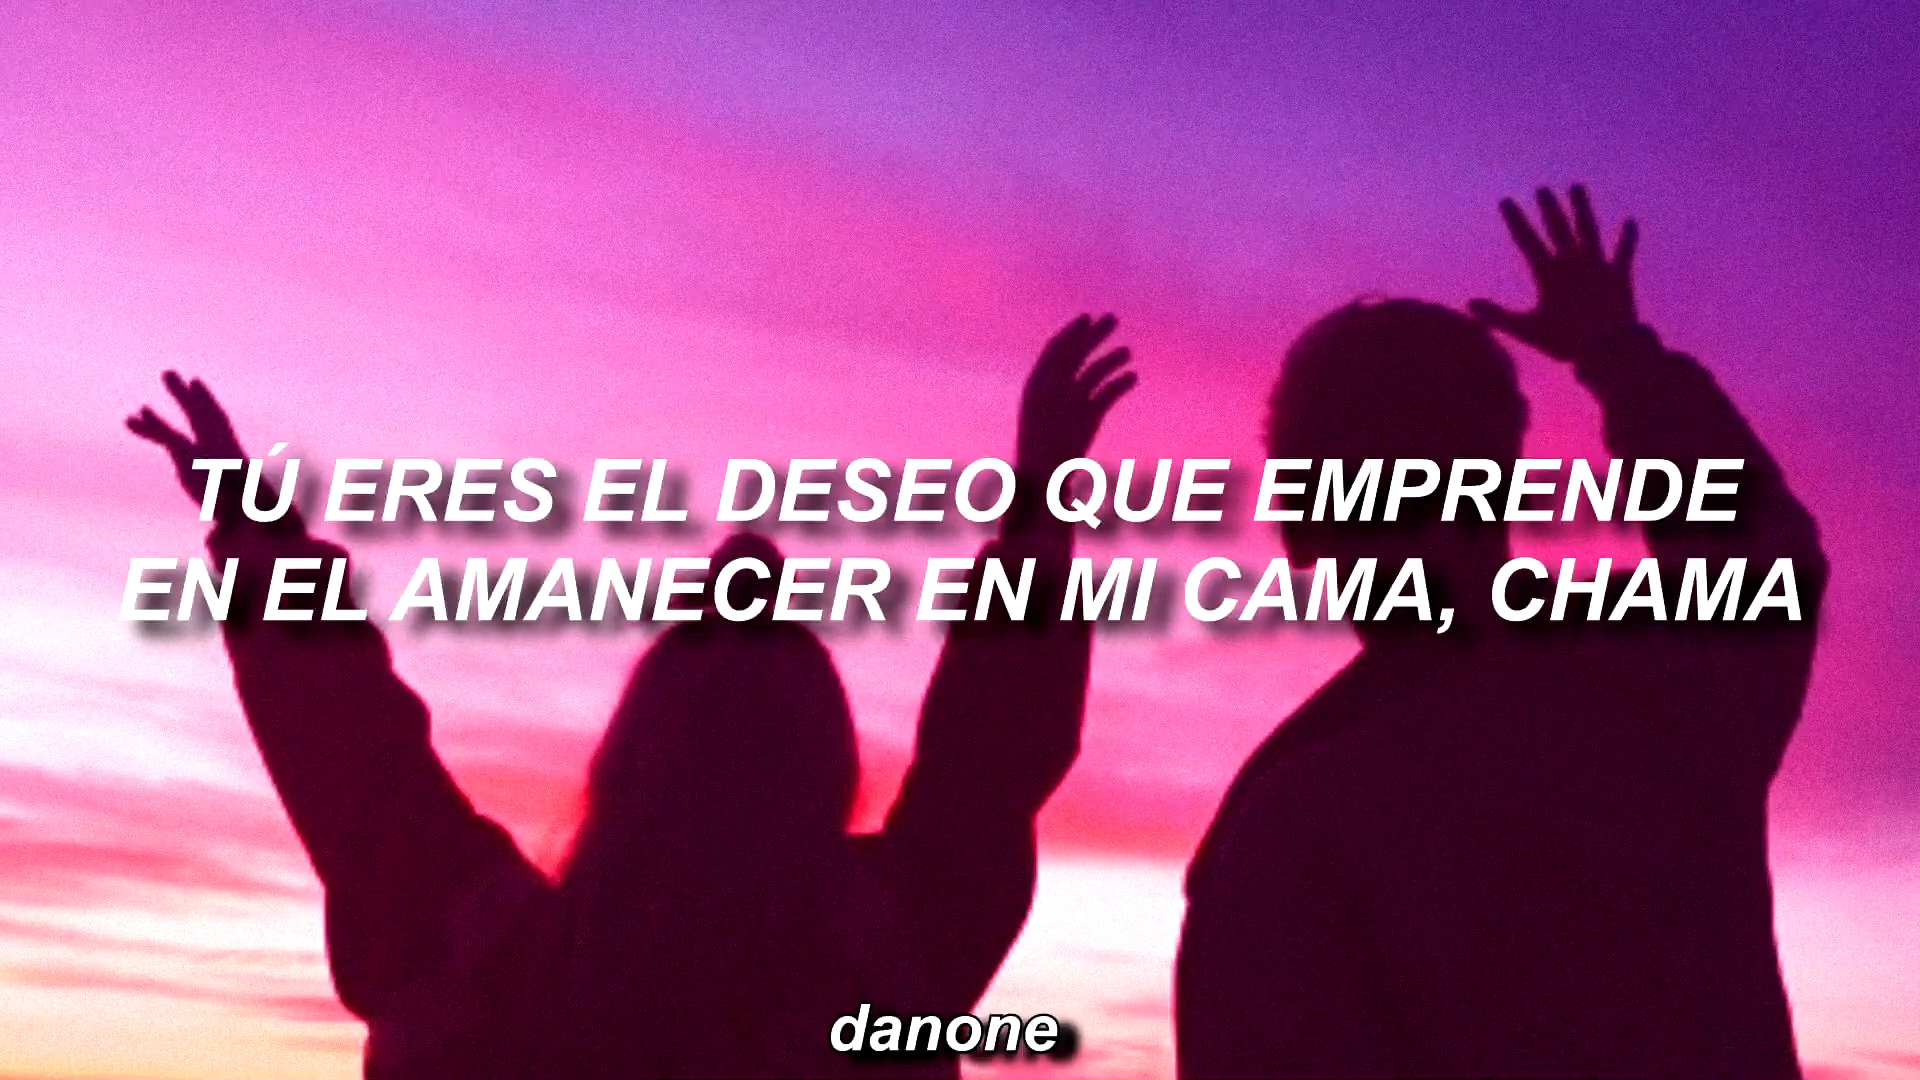 TÚ ERES EL DESEO QUE EMPRENDE
EN EL AMANECER EN MI CAMA, CHAMA
danone